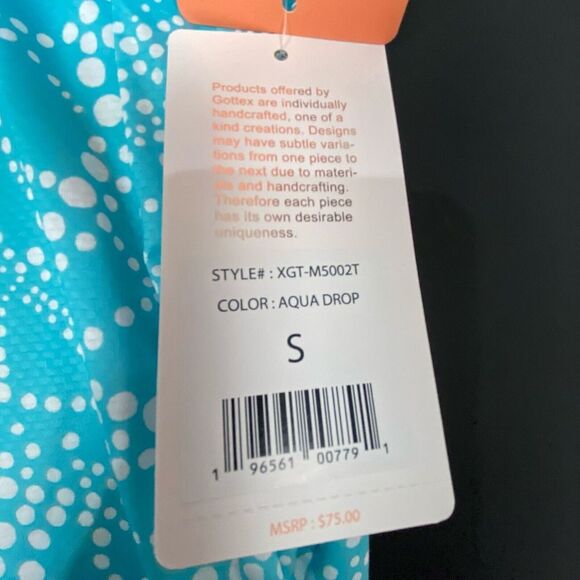 Products offered by
Gottex are individually
handcrafted, one of a
kind creations. Designs
may have subtle varia-
tions from one piece to
the next due to materi-
als and handcrafting.
Therefore each piece
has its own desirable
uniqueness.
STYLE# : XGT-M5002T
COLOR : AQUA DROP
S
1 96561 00779 1
MSRP : $75.00